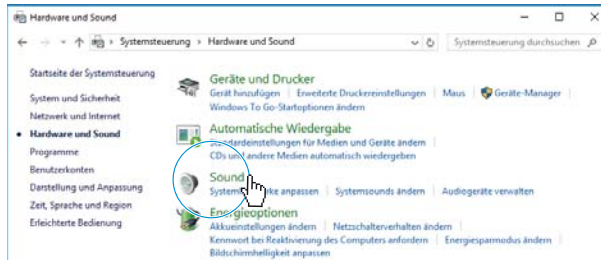 Hardware und Sound
Systemsteuerung > Hardware und Sound
Systemsteuerung durchsuchen
Startseite der Systemsteuerung
System und Sicherheit
Netzwerk und Internet
Hardware und Sound
Programme
Benutzerkonten
Darstellung und Anpassung
Zeit, Sprache und Region
Erleichterte Bedienung
Geräte und Drucker
Gerät hinzufügen | Erweiterte Druckereinstellungen | Maus | Geräte-Manager
Windows To Go-Startoptionen ändern
Automatische Wiedergabe
Standardeinstellungen für Medien und Geräte ändern
CDs und andere Medien automatisch wiedergeben
Sound
anpassen | Systemsounds ändern | Audiogeräte verwalten
Energieoptionen
Akkueinstellungen ändern | Netzschalterverhalten ändern
Kennwort bei Reaktivierung des Computers anfordern | Energiesparmodus ändern
Bildschirmhelligkeit anpassen